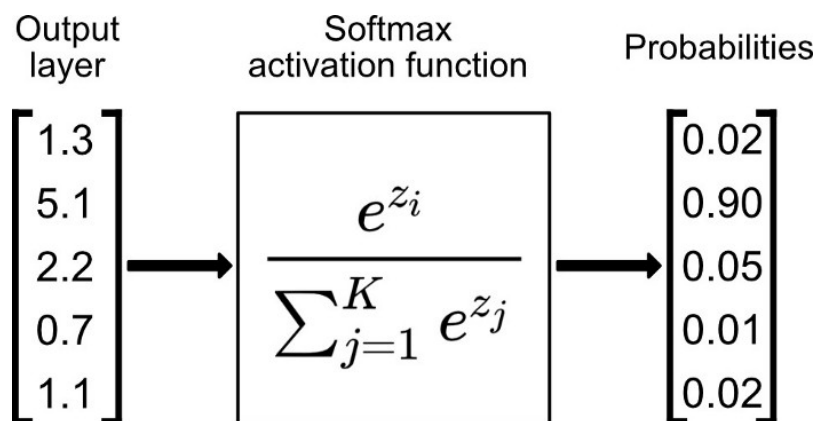 Output
layer
Softmax
activation function
Probabilities
1.3
5.1
2.2
0.7
1.1
e^{z_i}
∑_{j=1}^{K} e^{z_j}
0.02
0.90
0.05
0.01
0.02